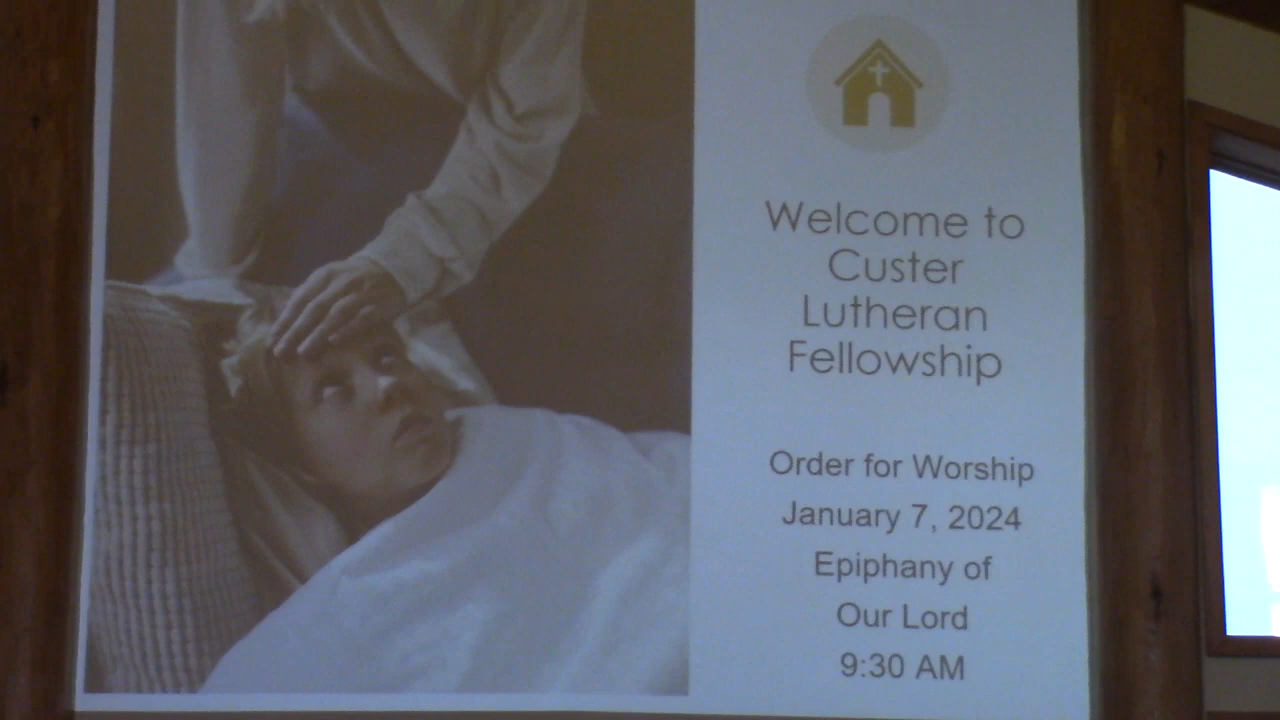 Welcome to
Custer
Lutheran
Fellowship
Order for Worship
January 7, 2024
Epiphany of
Our Lord
9:30 AM